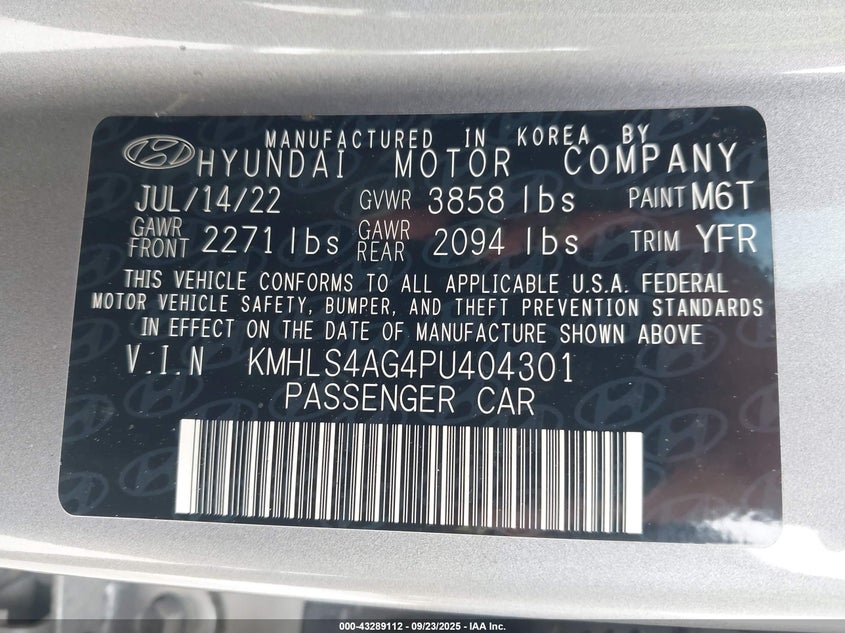 MANUFACTURED IN KOREA BY
HYUNDAI MOTOR COMPANY
JUL/14/22 GVWR 3858 lbs PAINT M6T
GAWR FRONT 2271 lbs GAWR REAR 2094 lbs TRIM YFR
THIS VEHICLE CONFORMS TO ALL APPLICABLE U.S.A. FEDERAL
MOTOR VEHICLE SAFETY, BUMPER, AND THEFT PREVENTION STANDARDS
IN EFFECT ON THE DATE OF MANUFACTURE SHOWN ABOVE
V.I.N KMHLS4AG4PU404301
PASSENGER CAR
000-43289112 - 09/23/2025 - IAA Inc.